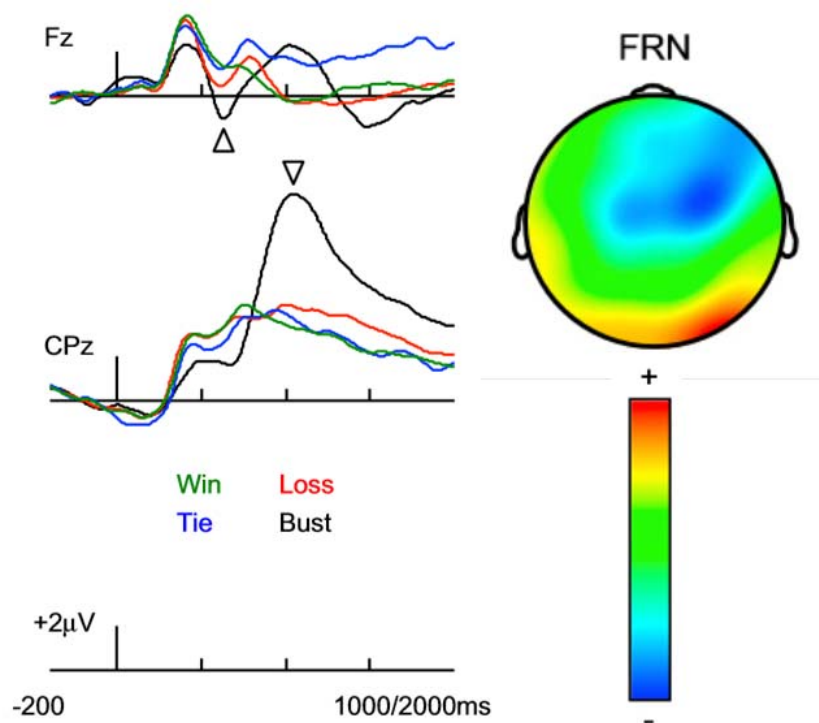 Fz
FRN
CPz
+
Win Loss
Tie Bust
+2μV
-200 1000/2000ms
-